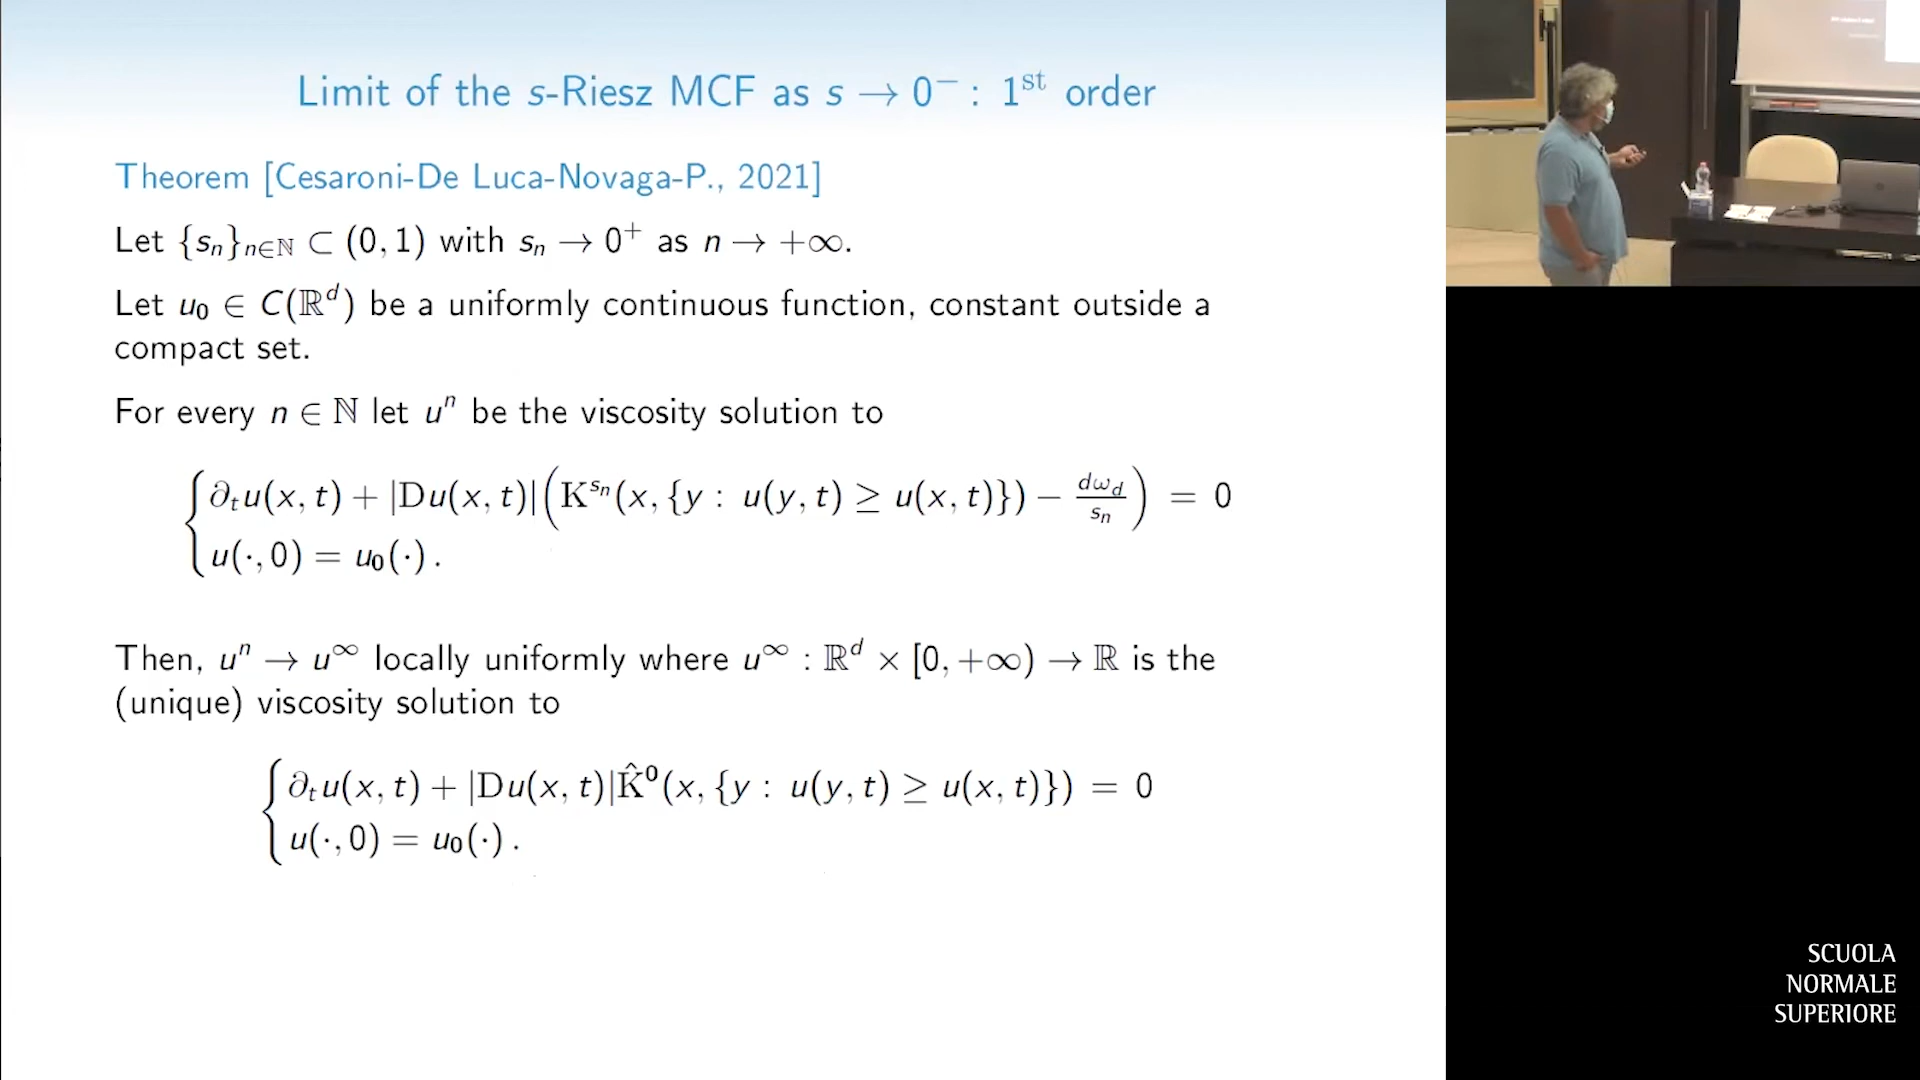 Limit of the s-Riesz MCF as s → 0⁻ : 1ˢᵗ order
Theorem [Cesaroni-De Luca-Novaga-P., 2021]
Let {sₙ}ₙ∈ℕ ⊂ (0, 1) with sₙ → 0⁺ as n → +∞.
Let u₀ ∈ C(ℝᵈ) be a uniformly continuous function, constant outside a
compact set.
For every n ∈ ℕ let uⁿ be the viscosity solution to
{ ∂ₜu(x, t) + |Du(x, t)|(K^{sₙ}(x, {y : u(y, t) ≥ u(x, t)}) − dω_d/sₙ) = 0
u(·, 0) = u₀(·) .
Then, uⁿ → u^∞ locally uniformly where u^∞ : ℝᵈ × [0, +∞) → ℝ is the
(unique) viscosity solution to
{ ∂ₜu(x, t) + |Du(x, t)|K̂⁰(x, {y : u(y, t) ≥ u(x, t)}) = 0
u(·, 0) = u₀(·) .
SCUOLA
NORMALE
SUPERIORE